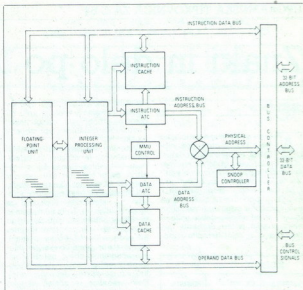 INSTRUCTION DATA BUS
INSTRUCTION
CACHE
32-BIT
ADDRESS
BUS
INSTRUCTION
ATC
INSTRUCTION
ADDRESS BUS
BUS CONTROLLER
FLOATING-
POINT
UNIT
INTEGER
PROCESSING
UNIT
MMU
CONTROL
PHYSICAL
ADDRESS
32-BIT
DATA
BUS
SNOOP
CONTROLLER
DATA
ATC
DATA
ADDRESS
BUS
DATA
CACHE
BUS
CONTROL
SIGNALS
OPERAND DATA BUS